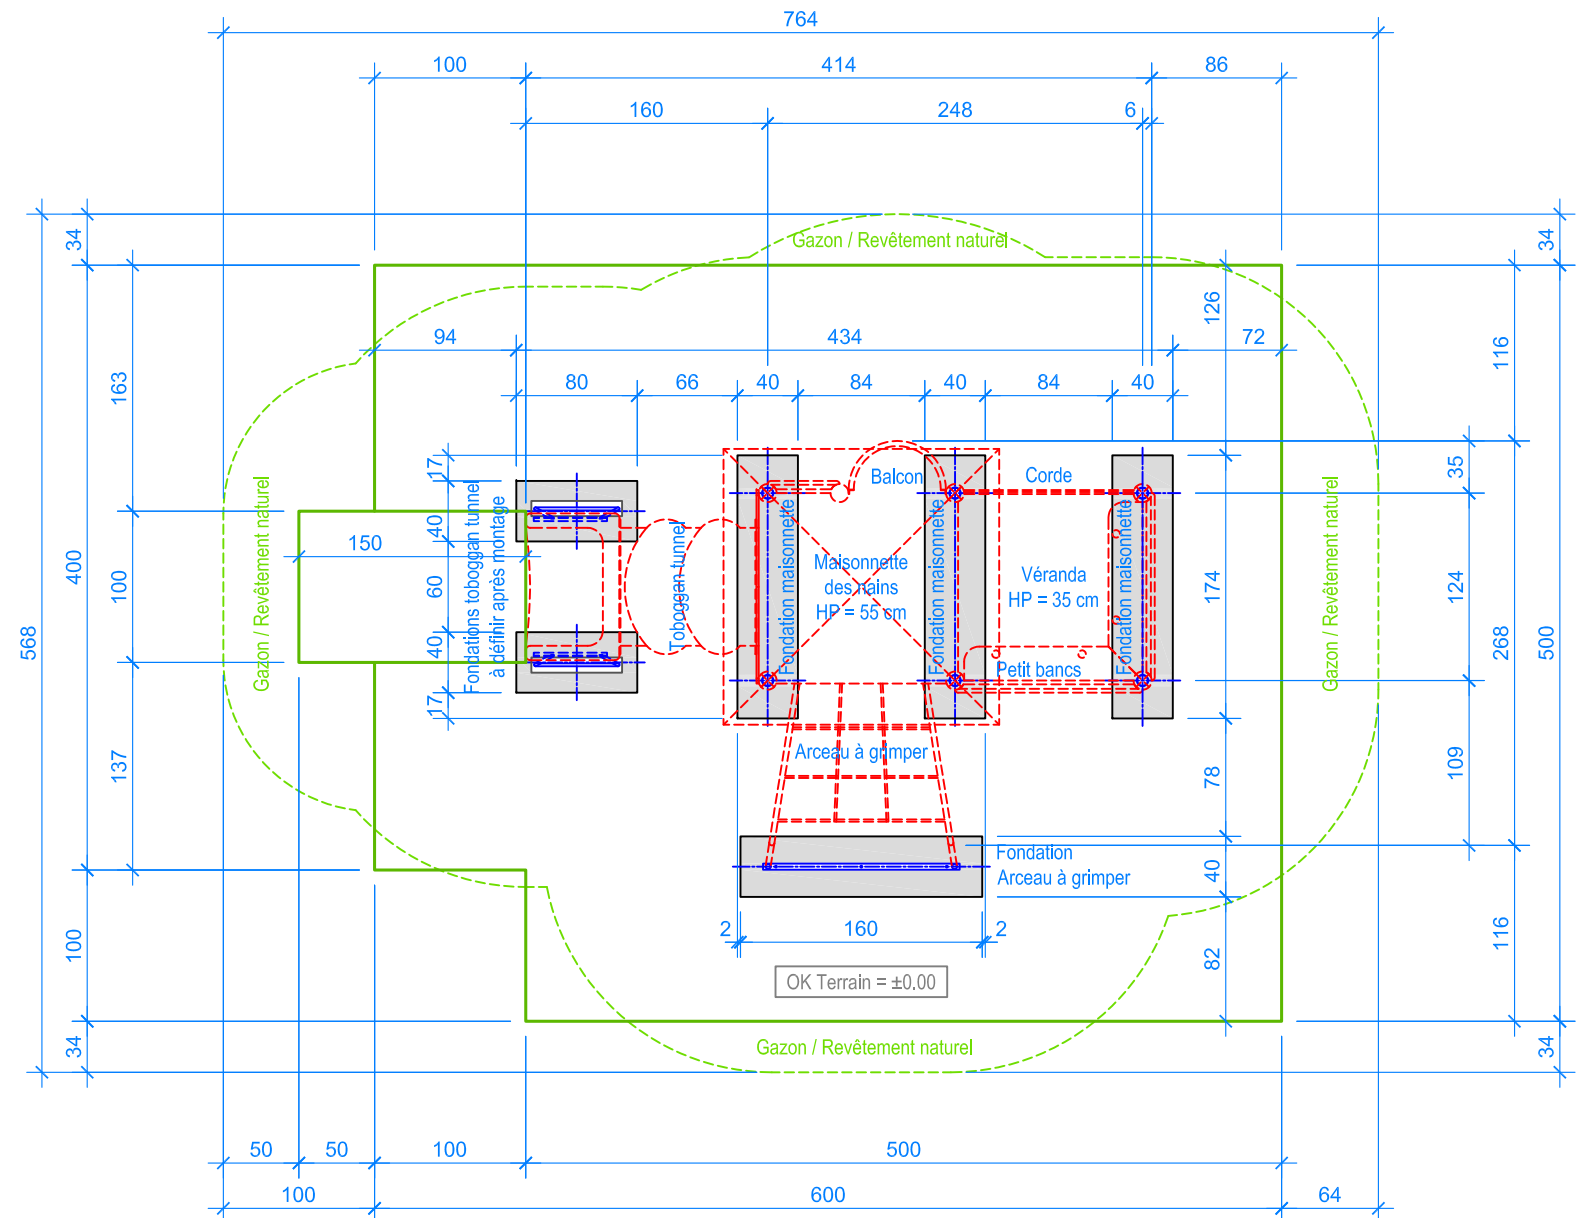 764
100
414
86
160
248
6
34
Gazon / Revêtement naturel
34
126
116
94
434
72
163
80
66
40
84
40
84
40
17
Balcon
Corde
35
400
568
150
100
40
60
40
17
Gazon / Revêtement naturel
Fondations toboggan tunnel
à définir après montage
Toboggan tunnel
Fondation maisonnette
Maisonnette
des nains
HP = 55 cm
Fondation maisonnette
Véranda
HP = 35 cm
Fondation maisonnette
Petit bancs
174
124
268
500
Gazon / Revêtement naturel
137
Arceau à grimper
78
109
Fondation
Arceau à grimper
40
100
2
160
2
82
116
OK Terrain = ±0.00
34
Gazon / Revêtement naturel
34
50
50
100
500
100
600
64